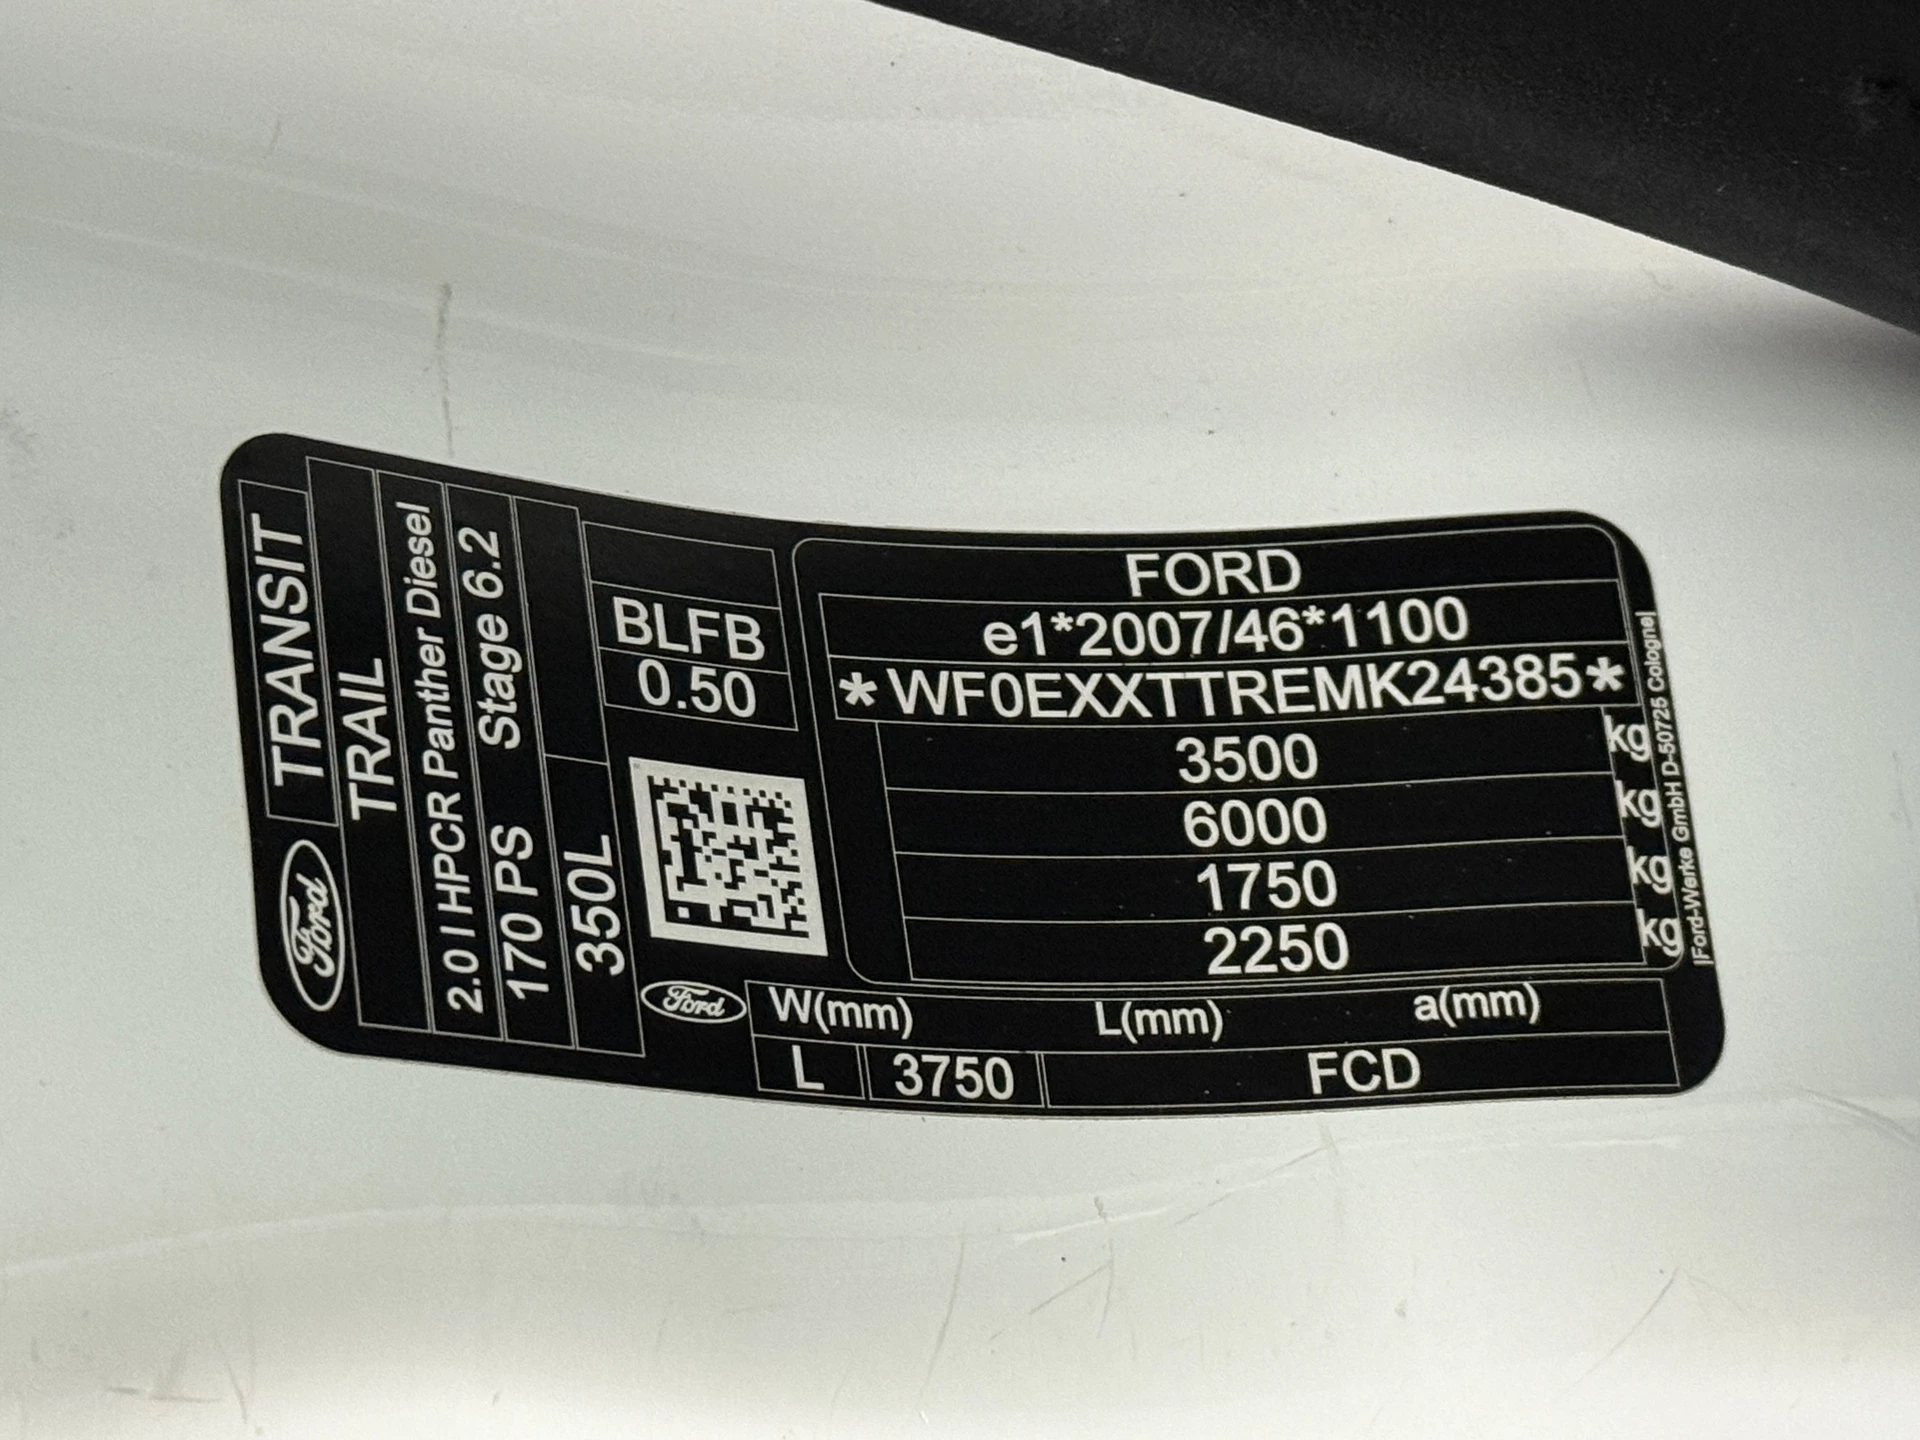 Ford TRANSIT
TRAIL
2.0 l HPCR Panther Diesel
170 PS Stage 6.2
350L
BLFB
0.50
Ford
FORD
e1*2007/46*1100
*WF0EXXTTREMK24385*
3500 kg
6000 kg
1750 kg
2250 kg
|Ford-Werke GmbH D-50725 Cologne|
W(mm) L(mm) a(mm)
L 3750 FCD